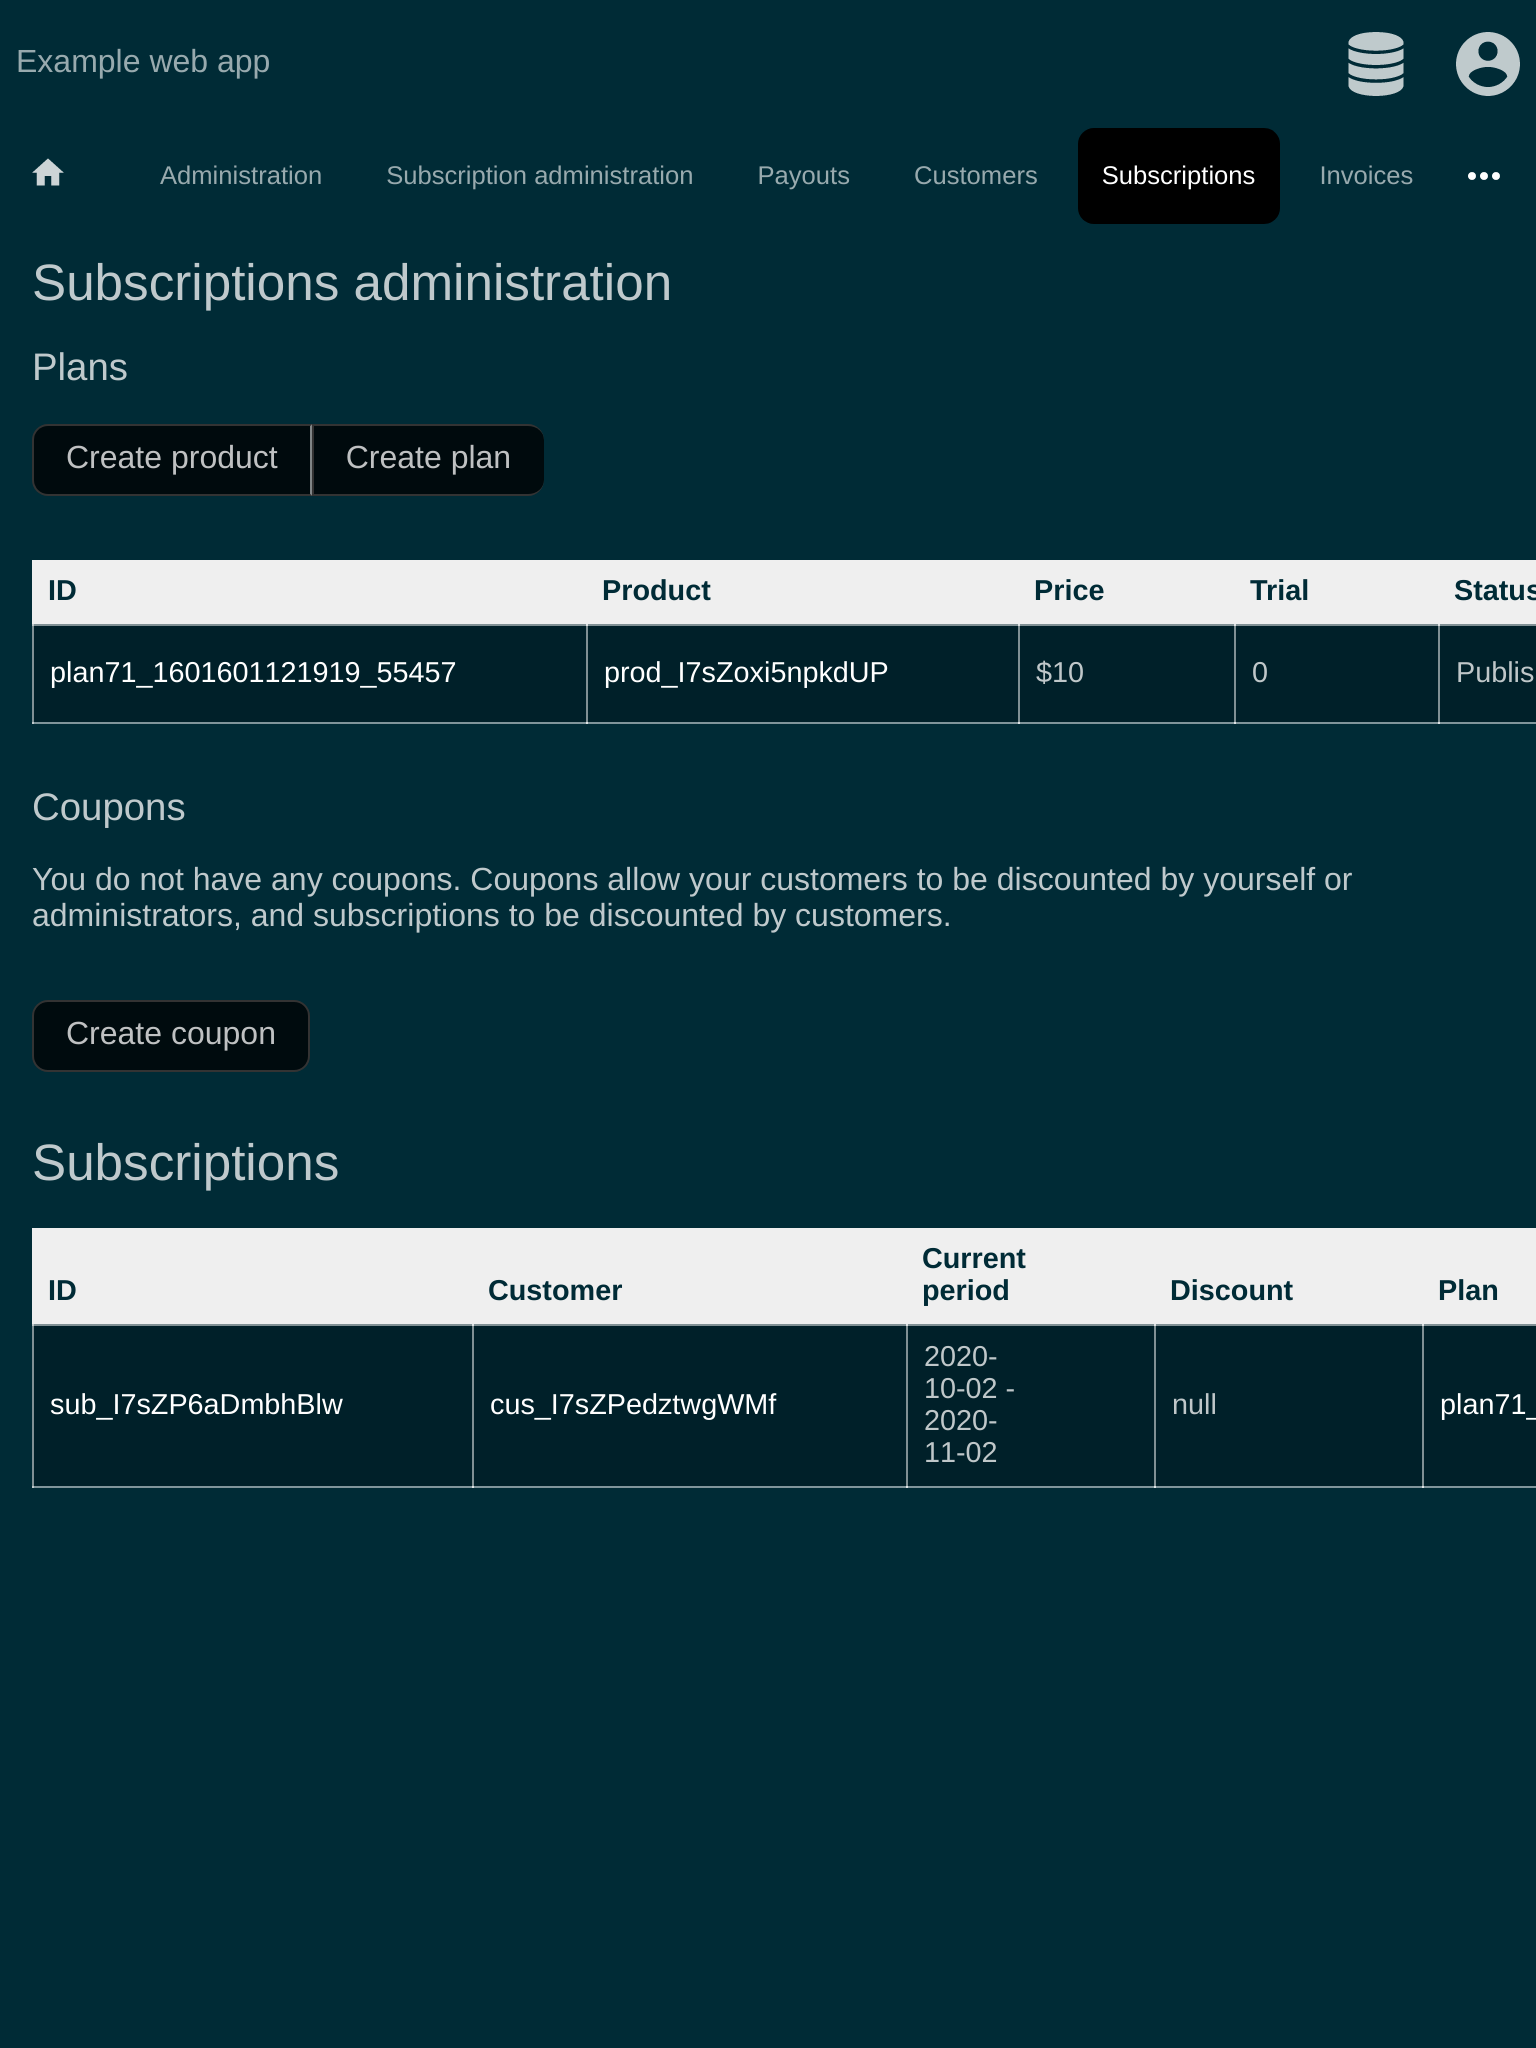 Example web app
Administration Subscription administration Payouts Customers Subscriptions Invoices
Subscriptions administration
Plans
Create product Create plan
ID Product Price Trial Status
plan71_1601601121919_55457 prod_I7sZoxi5npkdUP $10 0 Publis
Coupons
You do not have any coupons. Coupons allow your customers to be discounted by yourself or
administrators, and subscriptions to be discounted by customers.
Create coupon
Subscriptions
ID Customer Current period Discount Plan
sub_I7sZP6aDmbhBlw cus_I7sZPedztwgWMf 2020-10-02 - 2020-11-02 null plan71_